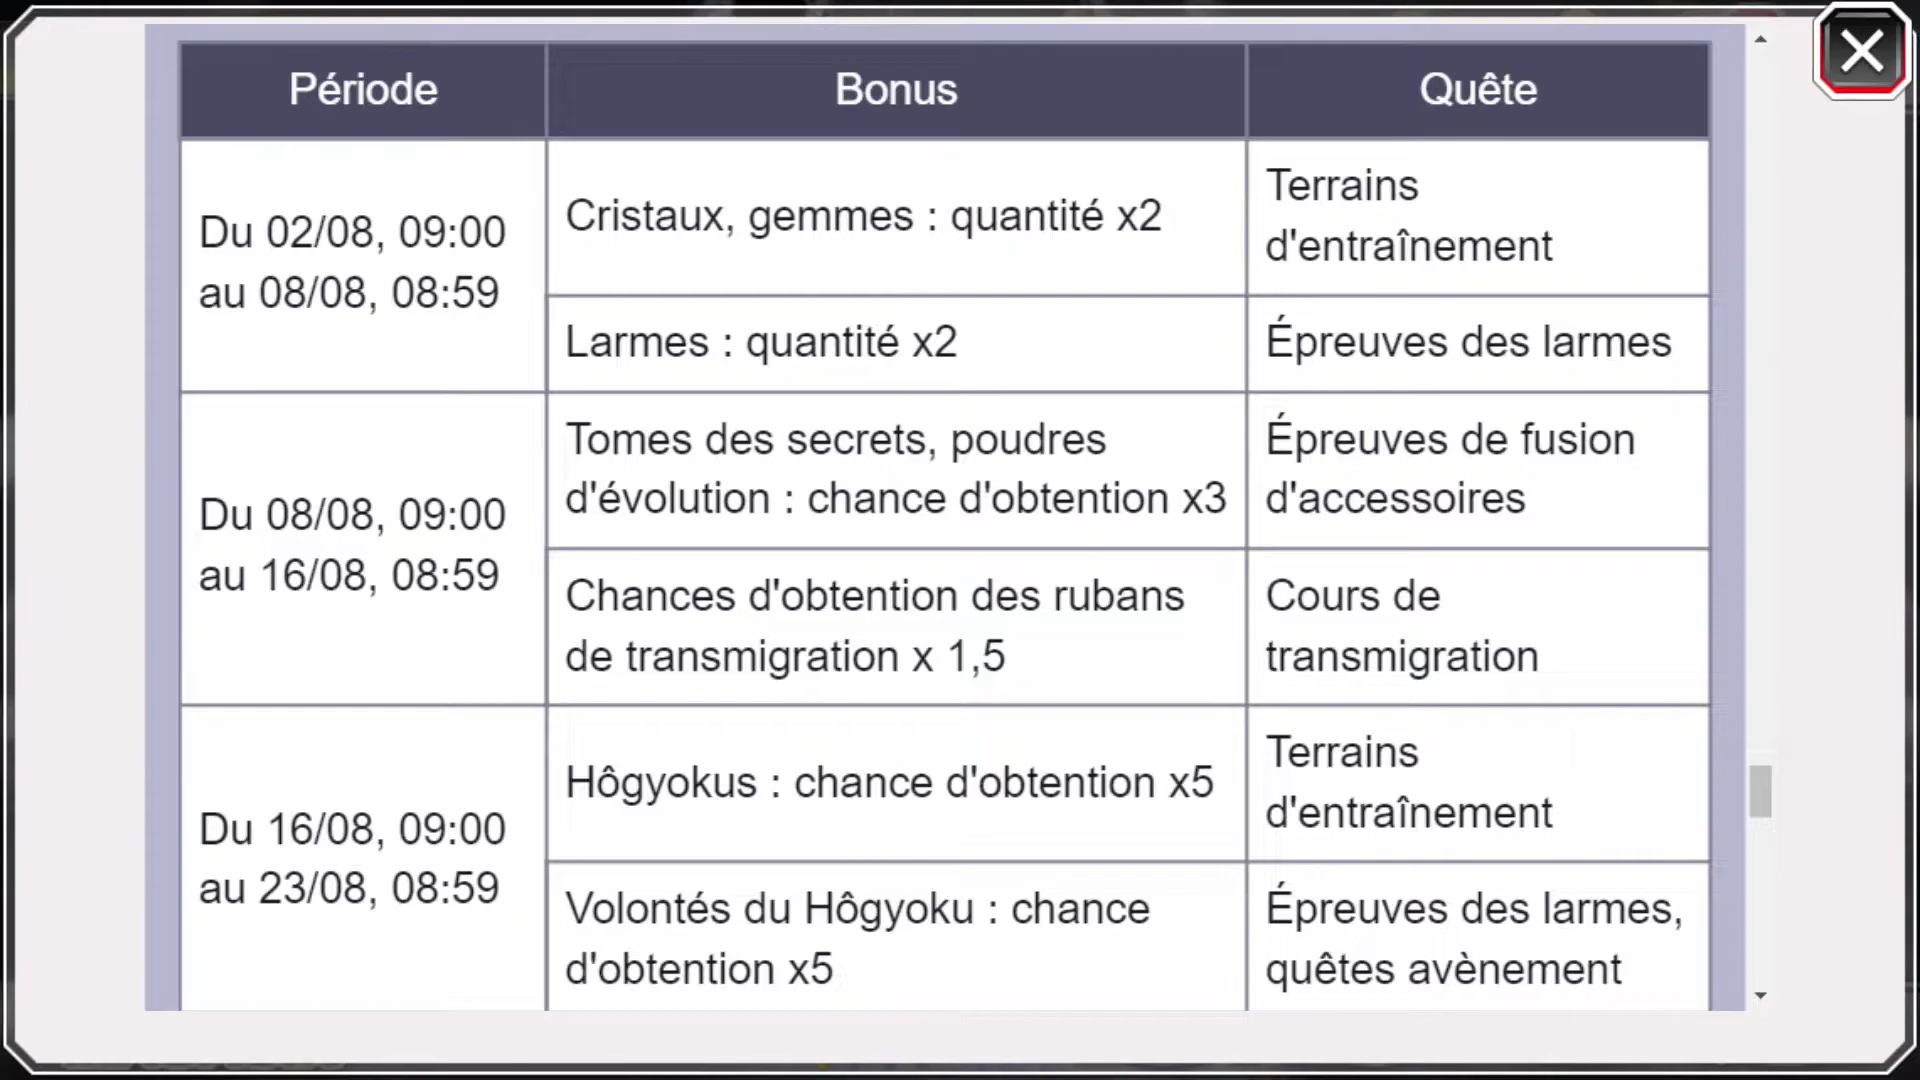 Période
Bonus
Quête
Du 02/08, 09:00
au 08/08, 08:59
Cristaux, gemmes : quantité x2
Terrains
d'entraînement
Larmes : quantité x2
Épreuves des larmes
Du 08/08, 09:00
au 16/08, 08:59
Tomes des secrets, poudres
d'évolution : chance d'obtention x3
Épreuves de fusion
d'accessoires
Chances d'obtention des rubans
de transmigration x 1,5
Cours de
transmigration
Du 16/08, 09:00
au 23/08, 08:59
Hôgyokus : chance d'obtention x5
Terrains
d'entraînement
Volontés du Hôgyoku : chance
d'obtention x5
Épreuves des larmes,
quêtes avènement